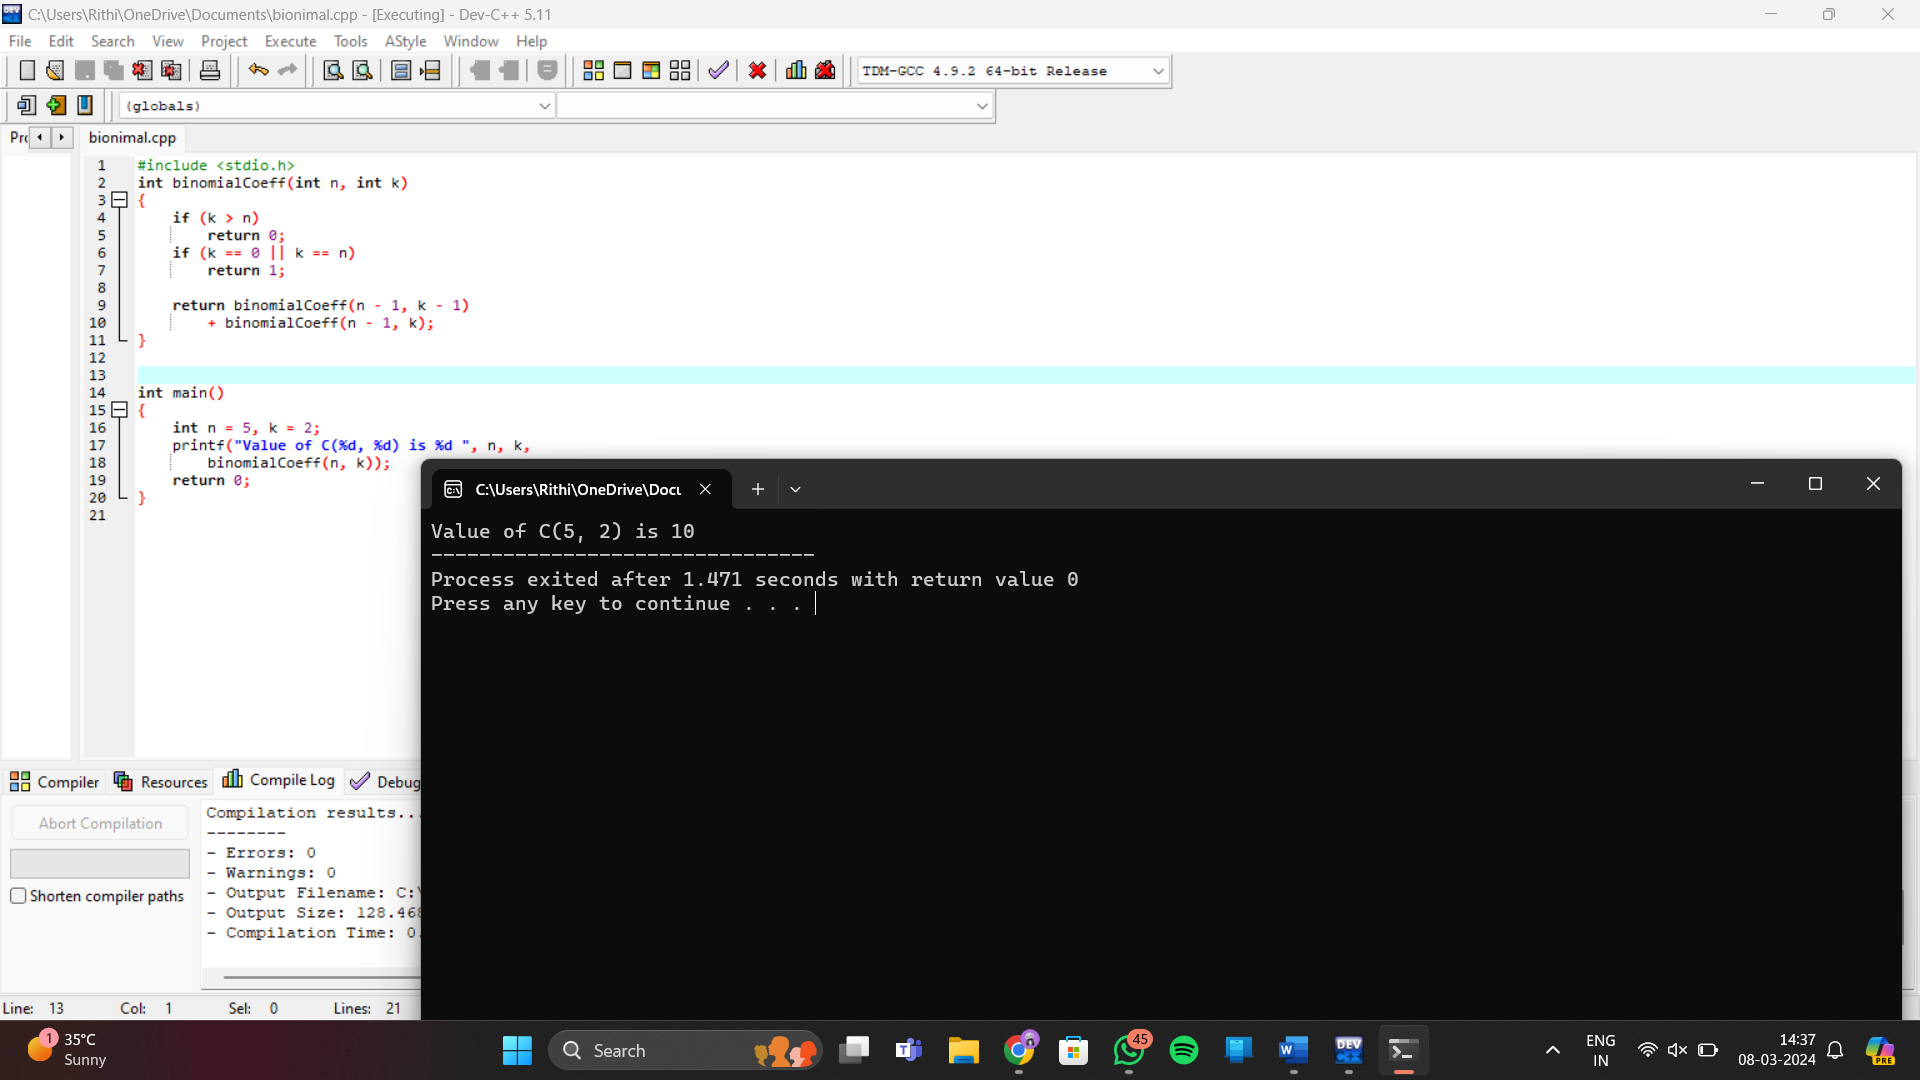 C:\Users\Rithi\OneDrive\Documents\bionimal.cpp - [Executing] - Dev-C++ 5.11
File Edit Search View Project Execute Tools AStyle Window Help
TDM-GCC 4.9.2 64-bit Release
(globals)
bionimal.cpp
1 #include <stdio.h>
2 int binomialCoeff(int n, int k)
3 {
4     if (k > n)
5         return 0;
6     if (k == 0 || k == n)
7         return 1;
8
9     return binomialCoeff(n - 1, k - 1)
10         + binomialCoeff(n - 1, k);
11 }
12
13
14 int main()
15 {
16     int n = 5, k = 2;
17     printf("Value of C(%d, %d) is %d ", n, k,
18         binomialCoeff(n, k));
19     return 0;
20 }
21
C:\Users\Rithi\OneDrive\Docu
Value of C(5, 2) is 10
--------------------------------
Process exited after 1.471 seconds with return value 0
Press any key to continue . . .
Compiler Resources Compile Log Debug
Abort Compilation
Shorten compiler paths
Compilation results...
--------
- Errors: 0
- Warnings: 0
- Output Filename: C:\
- Output Size: 128.468
- Compilation Time: 0.
Line: 13 Col: 1 Sel: 0 Lines: 21
1
35°C
Sunny
Search
45
DEV
C++
ENG
IN
14:37
08-03-2024
PRE